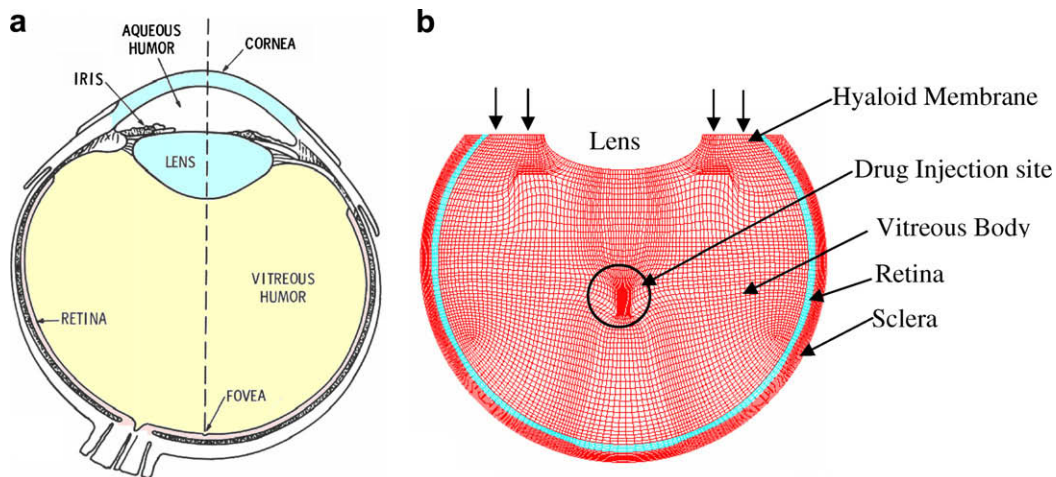 a
AQUEOUS
HUMOR
CORNEA
IRIS
LENS
VITREOUS
HUMOR
RETINA
FOVEA
b
Lens
Hyaloid Membrane
Drug Injection site
Vitreous Body
Retina
Sclera